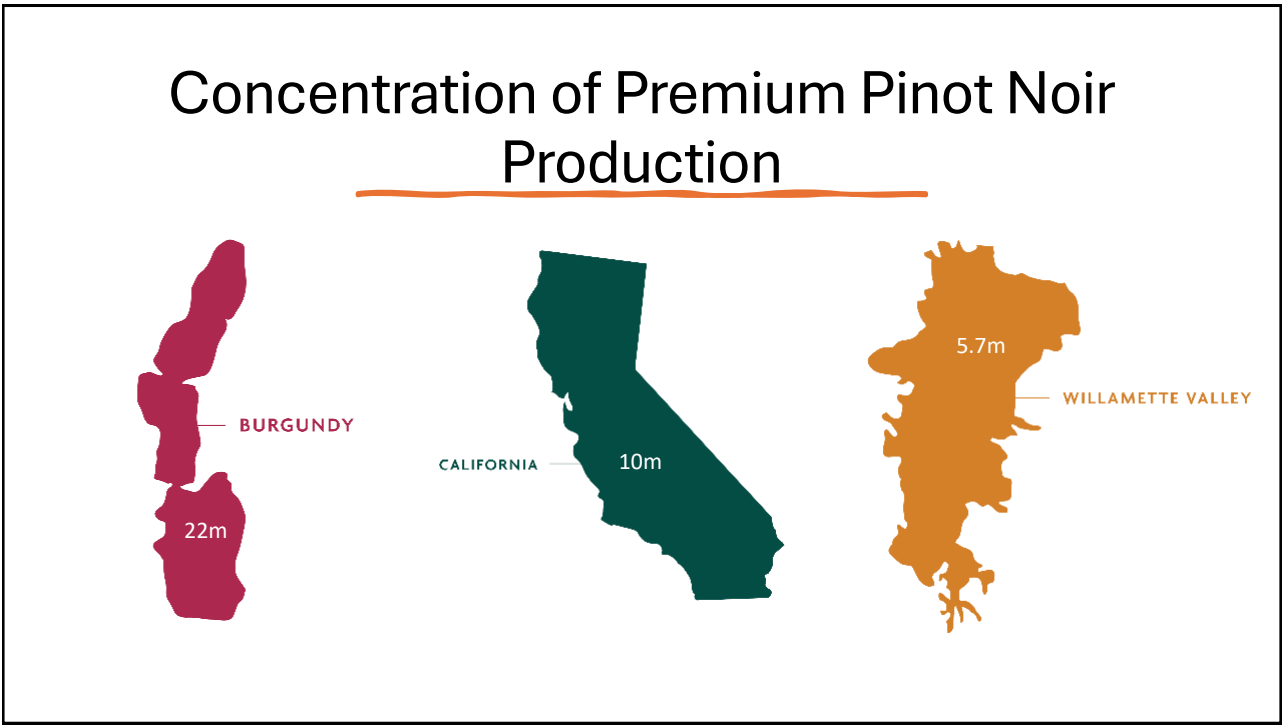 Concentration of Premium Pinot Noir
Production
BURGUNDY
22m
CALIFORNIA
10m
5.7m
WILLAMETTE VALLEY